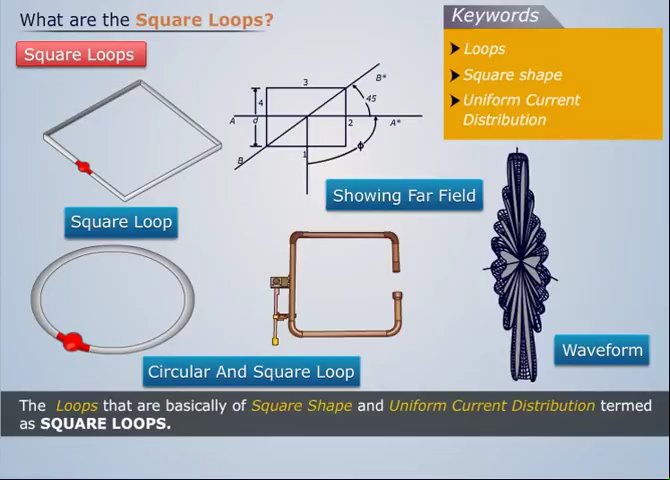 What are the Square Loops?
Keywords
Square Loops
Loops
Square shape
Uniform Current
Distribution
3
B*
45
4
A
d
2
A*
B
1
ϕ
Showing Far Field
Square Loop
Circular And Square Loop
Waveform
The Loops that are basically of Square Shape and Uniform Current Distribution termed
as SQUARE LOOPS.